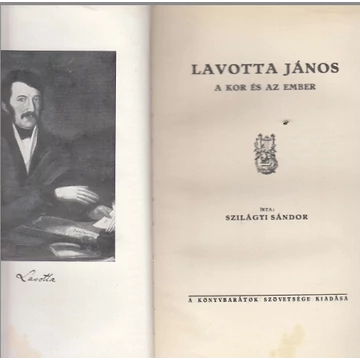 Lavotta
LAVOTTA JÁNOS
A KOR ÉS AZ EMBER
ÍRTA:
SZILÁGYI SÁNDOR
A KÖNYVBARÁTOK SZÖVETSÉGE KIADÁSA